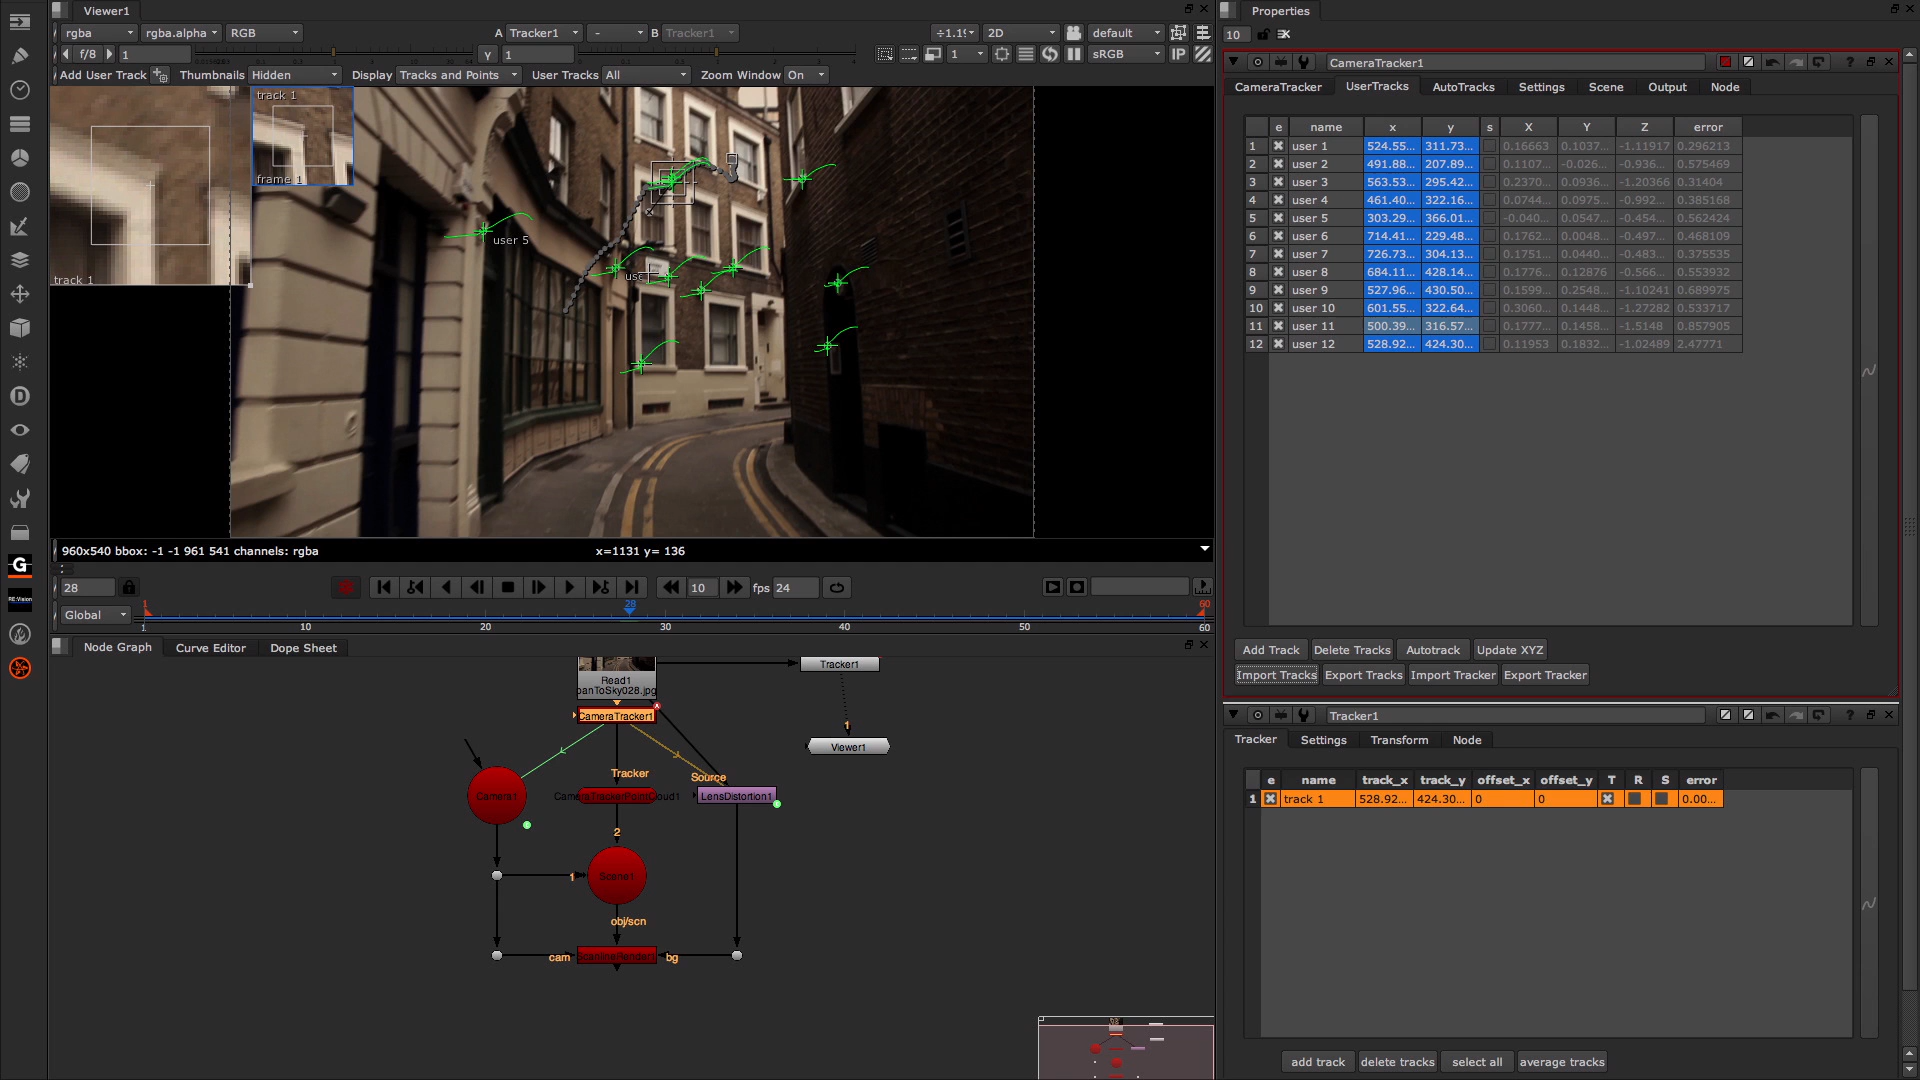 Viewer1
rgba rgba.alpha RGB A Tracker1 - B Tracker1 ÷1.19 2D default
f/8 1 y 1 1 sRGB IP
Add User Track Thumbnails Hidden Display Tracks and Points User Tracks All Zoom Window On
track 1
frame 1
track 1
user 5
960x540 bbox: -1 -1 961 541 channels: rgba x=1131 y= 136
28 10 fps 24
Global 1 28 60
1 10 20 30 40 50 60
Node Graph Curve Editor Dope Sheet
Read1
panToSky028.jpg
Tracker1
CameraTracker1
1
Viewer1
Tracker Source
Camera1 CameraTrackerPointCloud1 LensDistortion1
2
1 Scene1
obj/scn
cam ScanlineRender1 bg
Properties
10
CameraTracker1
CameraTracker UserTracks AutoTracks Settings Scene Output Node
e name x y s X Y Z error
1 user 1 524.55... 311.73... 0.16663 0.1037... -1.11917 0.296213
2 user 2 491.88... 207.89... 0.1107... -0.026... -0.936... 0.575469
3 user 3 563.53... 295.42... 0.2370... 0.0936... -1.20366 0.31404
4 user 4 461.40... 322.16... 0.0744... 0.0975... -0.992... 0.385168
5 user 5 303.29... 366.01... -0.040... 0.0547... -0.454... 0.562424
6 user 6 714.41... 229.48... 0.1762... 0.0048... -0.497... 0.468109
7 user 7 726.73... 304.13... 0.1751... 0.0440... -0.483... 0.375535
8 user 8 684.11... 428.14... 0.1776... 0.12876 -0.566... 0.553932
9 user 9 527.96... 430.50... 0.1599... 0.2548... -1.10241 0.689975
10 user 10 601.55... 322.64... 0.3060... 0.1448... -1.27282 0.533717
11 user 11 500.39... 316.57... 0.1777... 0.1458... -1.5148 0.857905
12 user 12 528.92... 424.30... 0.11953 0.1832... -1.02489 2.47771
Add Track Delete Tracks Autotrack Update XYZ
Import Tracks Export Tracks Import Tracker Export Tracker
Tracker1
Tracker Settings Transform Node
e name track_x track_y offset_x offset_y T R S error
1 track 1 528.92... 424.30... 0 0 0.00...
add track delete tracks select all average tracks